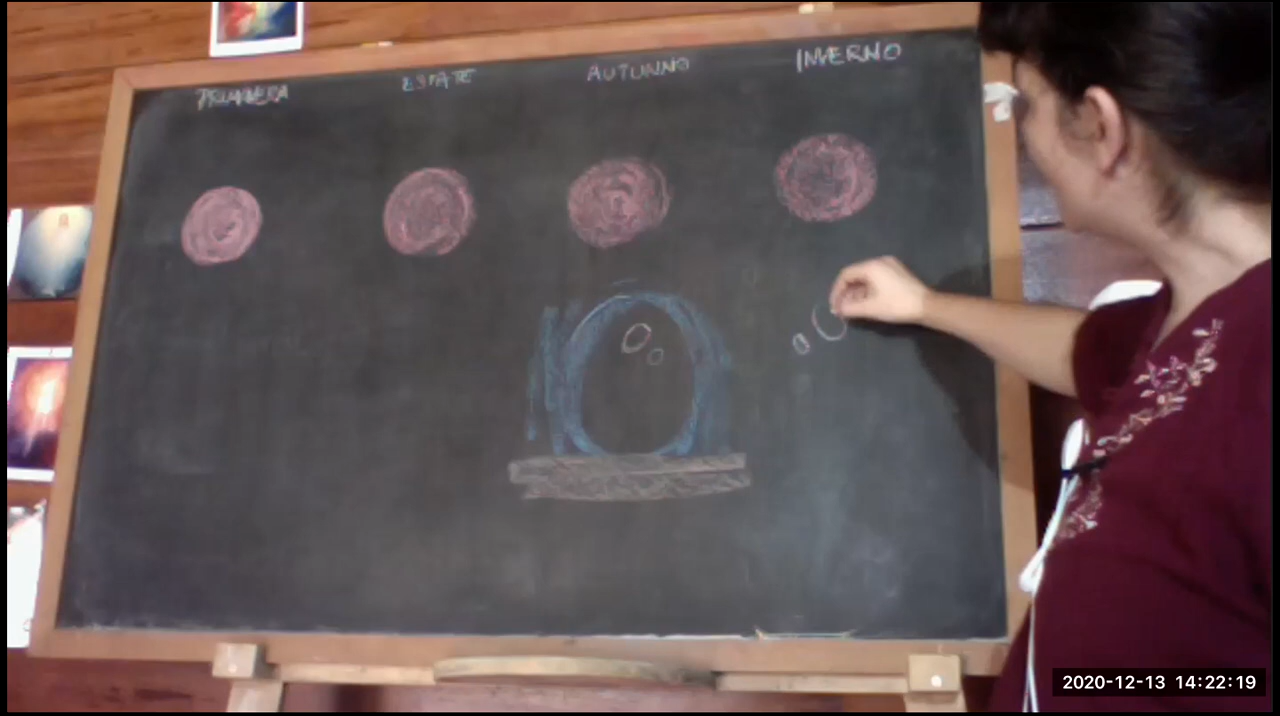 PRIMAVERA
ESTATE
AUTUNNO
INVERNO
2020-12-13 14:22:19